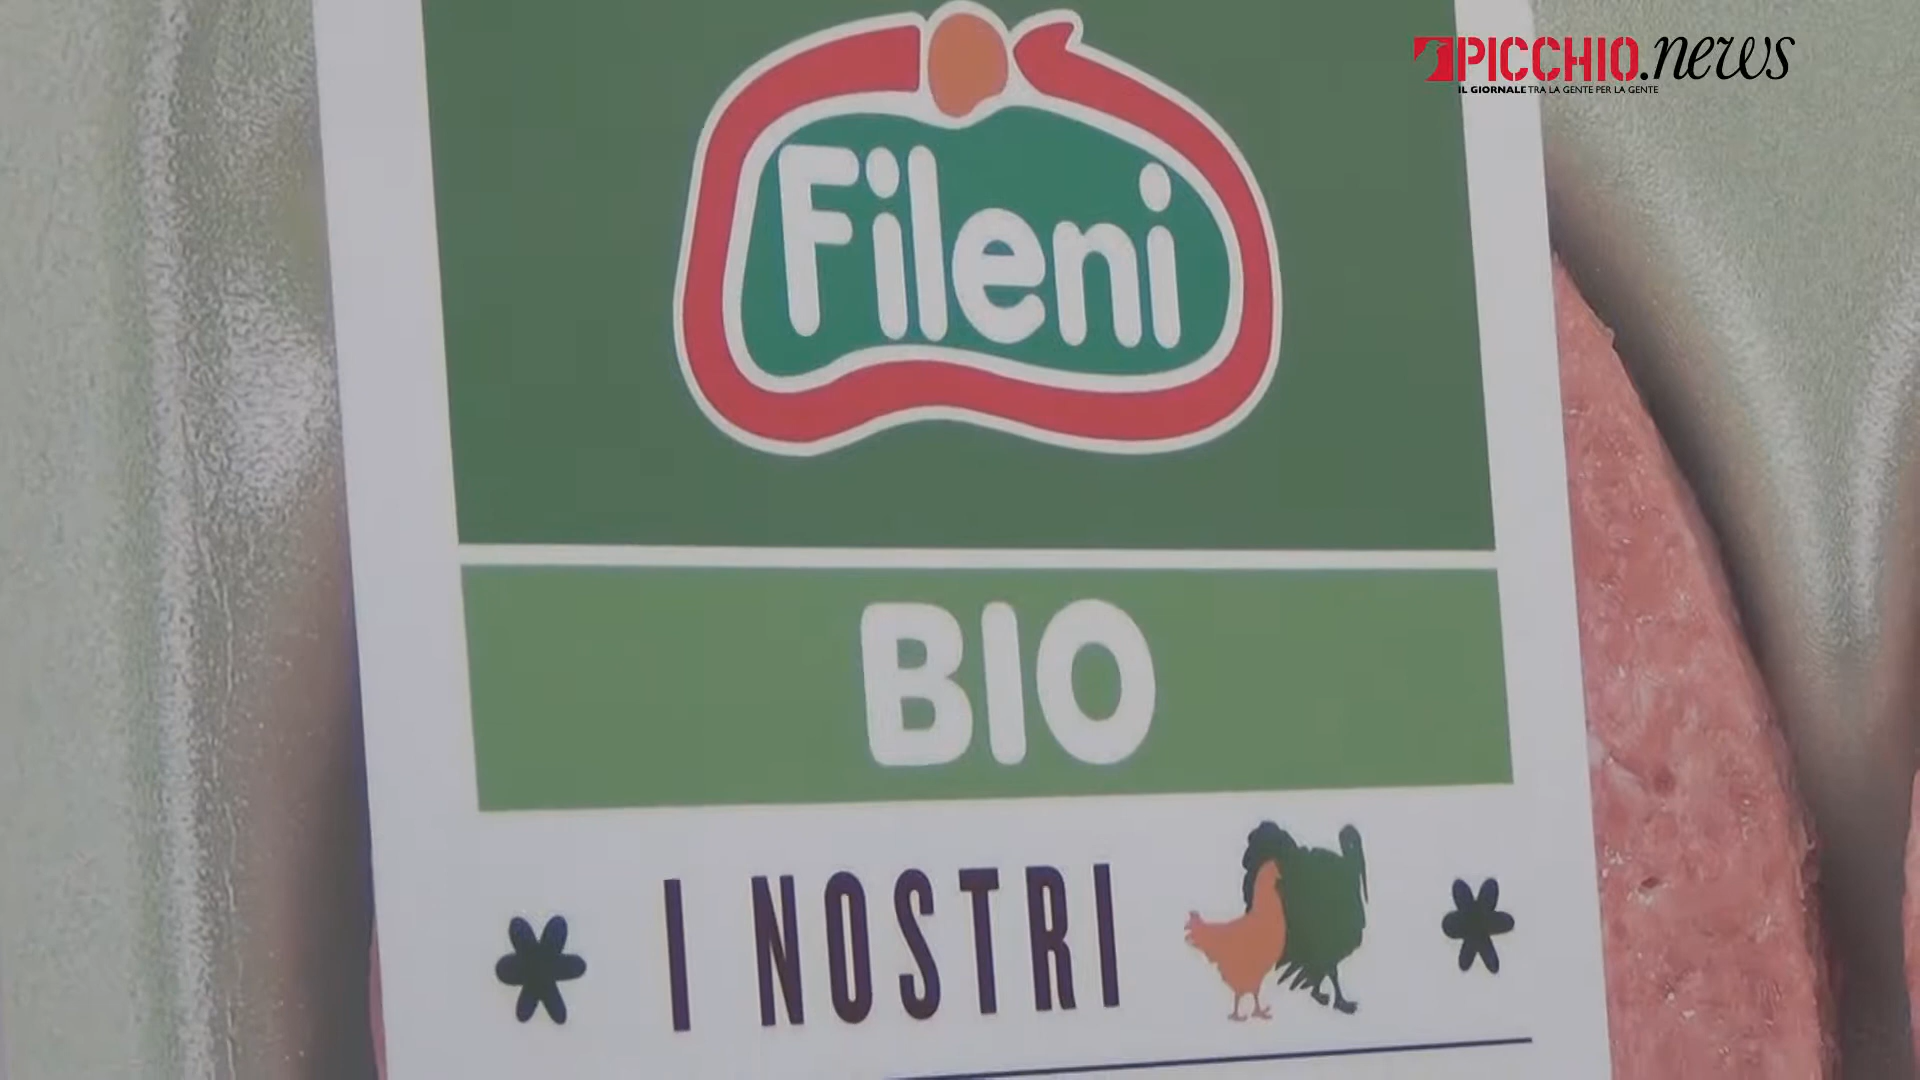 PICCHIO.news
IL GIORNALE TRA LA GENTE PER LA GENTE
Fileni
BIO
* I NOSTRI *